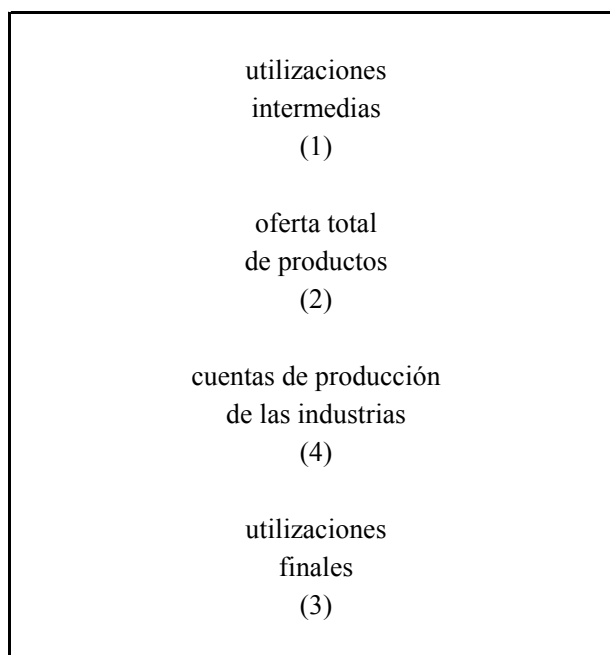 utilizaciones
intermedias
(1)
oferta total
de productos
(2)
cuentas de producción
de las industrias
(4)
utilizaciones
finales
(3)